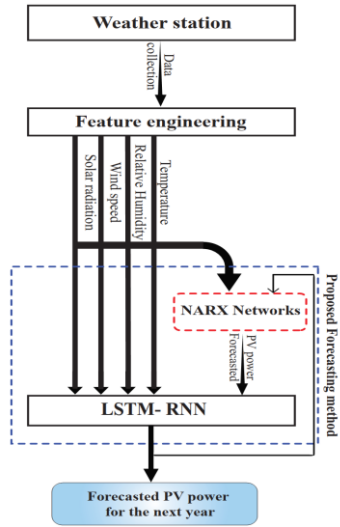 Weather station
Data
collection
Feature engineering
Solar radiation
Wind speed
Relative Humidity
Temperature
Proposed Forecasting method
NARX Networks
PV power
Forecasted
LSTM- RNN
Forecasted PV power
for the next year